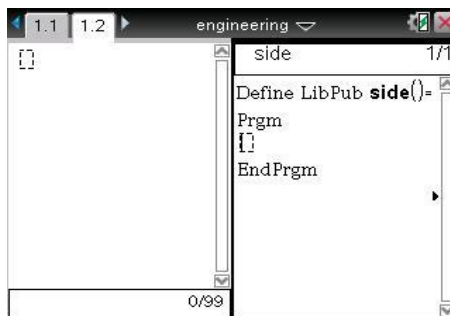 1.1 1.2 engineering
side 1/1
Define LibPub side()=
Prgm
EndPrgm
0/99